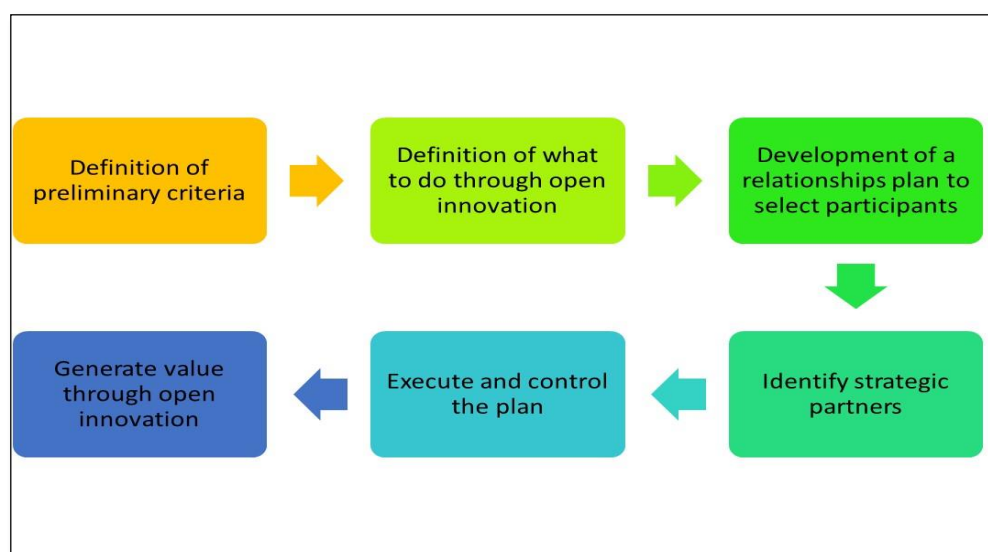 Definition of
preliminary criteria
Definition of what
to do through open
innovation
Development of a
relationships plan to
select participants
Identify strategic
partners
Execute and control
the plan
Generate value
through open
innovation